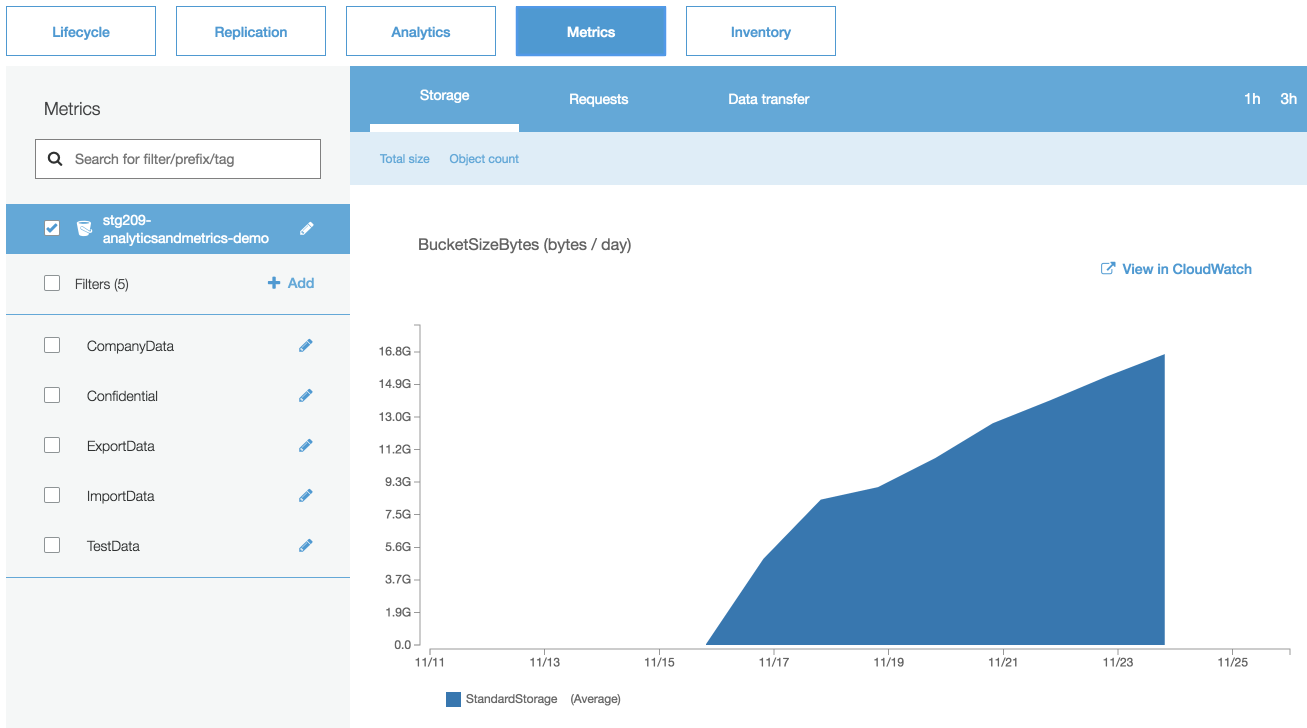 Lifecycle
Replication
Analytics
Metrics
Inventory
Metrics
Search for filter/prefix/tag
stg209-
analyticsandmetrics-demo
Filters (5)
Add
CompanyData
Confidential
ExportData
ImportData
TestData
Storage
Requests
Data transfer
1h
3h
Total size
Object count
BucketSizeBytes (bytes / day)
View in CloudWatch
16.8G
14.9G
13.0G
11.2G
9.3G
7.5G
5.6G
3.7G
1.9G
0.0
11/11
11/13
11/15
11/17
11/19
11/21
11/23
11/25
StandardStorage (Average)